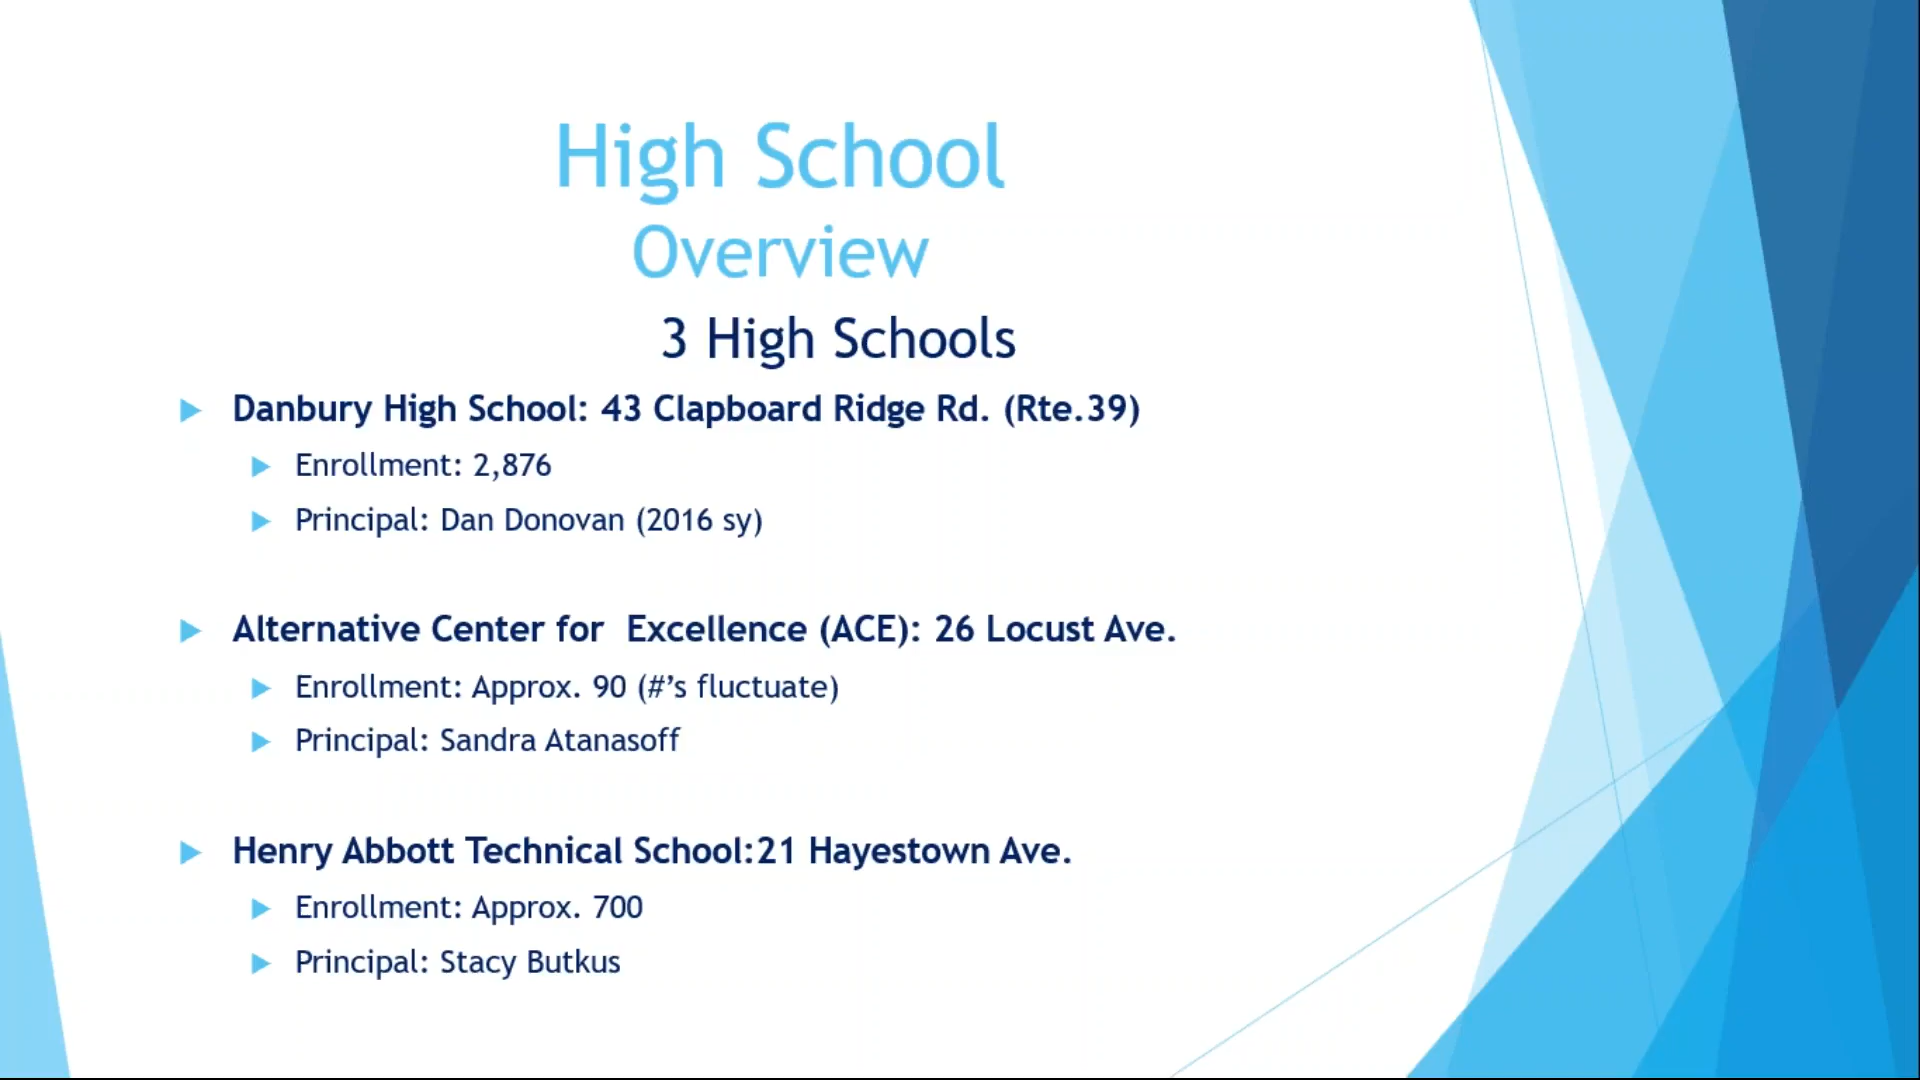 High School
Overview
3 High Schools
Danbury High School: 43 Clapboard Ridge Rd. (Rte.39)
Enrollment: 2,876
Principal: Dan Donovan (2016 sy)
Alternative Center for  Excellence (ACE): 26 Locust Ave.
Enrollment: Approx. 90 (#’s fluctuate)
Principal: Sandra Atanasoff
Henry Abbott Technical School:21 Hayestown Ave.
Enrollment: Approx. 700
Principal: Stacy Butkus